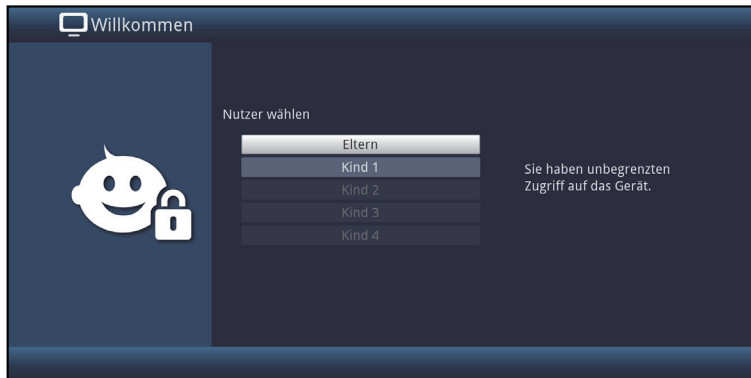 Willkommen
Nutzer wählen
Eltern
Kind 1
Kind 2
Kind 3
Kind 4
Sie haben unbegrenzten
Zugriff auf das Gerät.